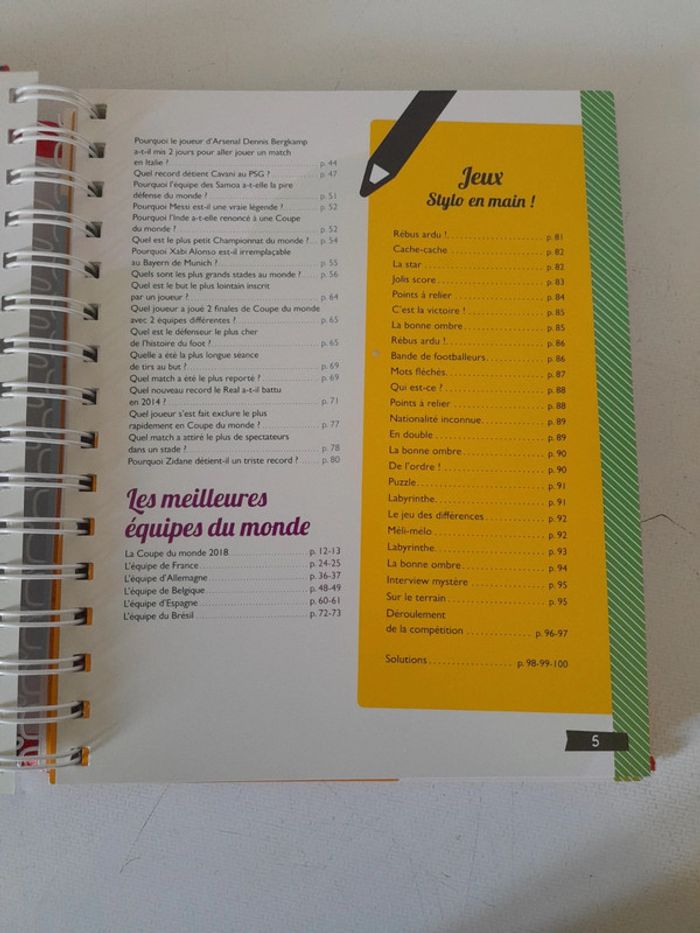 Pourquoi le joueur d'Arsenal Dennis Bergkamp
a-t-il mis 2 jours pour aller jouer un match
en Italie ? p. 44
Quel record détient Cavani au PSG ? p. 47
Pourquoi l'équipe des Samoa a-t-elle la pire
défense du monde ? p. 51
Pourquoi Messi est-il une vraie légende ? p. 52
Pourquoi l'Inde a-t-elle renoncé à une Coupe
du monde ? p. 52
Quel est le plus petit Championnat du monde ? p. 54
Pourquoi Xabi Alonso est-il irremplaçable
au Bayern de Munich ? p. 55
Quels sont les plus grands stades au monde ? p. 56
Quel est le but le plus lointain inscrit
par un joueur ? p. 64
Quel joueur a joué 2 finales de Coupe du monde
avec 2 équipes différentes ? p. 65
Quel est le défenseur le plus cher
de l'histoire du foot ? p. 65
Quelle a été la plus longue séance
de tirs au but ? p. 69
Quel match a été le plus reporté ? p. 69
Quel nouveau record le Real a-t-il battu
en 2014 ? p. 71
Quel joueur s'est fait exclure le plus
rapidement en Coupe du monde ? p. 77
Quel match a attiré le plus de spectateurs
dans un stade ? p. 78
Pourquoi Zidane détient-il un triste record ? p. 80
Les meilleures
équipes du monde
La Coupe du monde 2018 p. 12-13
L'équipe de France p. 24-25
L'équipe d'Allemagne p. 36-37
L'équipe de Belgique p. 48-49
L'équipe d'Espagne p. 60-61
L'équipe du Brésil p. 72-73
Jeux
Stylo en main !
Rébus ardu ! p. 81
Cache-cache p. 82
La star p. 82
Jolis score p. 83
Points à relier p. 84
C'est la victoire ! p. 85
La bonne ombre p. 85
Rébus ardu ! p. 86
Bande de footballeurs p. 86
Mots fléchés p. 87
Qui est-ce ? p. 88
Points à relier p. 88
Nationalité inconnue p. 89
En double p. 89
La bonne ombre p. 90
De l'ordre ! p. 90
Puzzle p. 91
Labyrinthe p. 91
Le jeu des différences p. 92
Méli-mélo p. 92
Labyrinthe p. 93
La bonne ombre p. 94
Interview mystère p. 95
Sur le terrain p. 95
Déroulement
de la compétition p. 96-97
Solutions p. 98-99-100
5